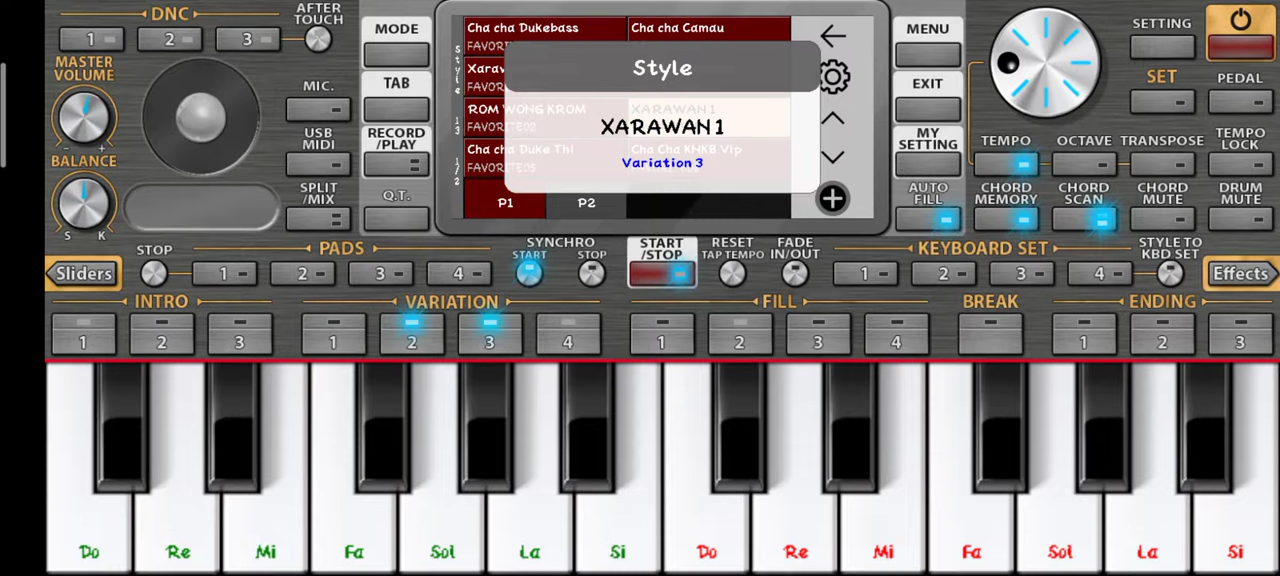 DNC
AFTER TOUCH
1 2 3
MASTER VOLUME
- +
BALANCE
S K
MIC.
USB MIDI
SPLIT /MIX
MODE
TAB
RECORD /PLAY
Q.T.
Style
Cha cha Dukebass
Cha cha Camau
ROM WONG KROM
FAVORITE02
XARAWAN 1
Cha cha Duke Thi
FAVORITE05
Cha Cha KNKB Vip
P1 P2
Style
XARAWAN 1
Variation 3
MENU
EXIT
MY SETTING
AUTO FILL
SETTING
SET
PEDAL
TEMPO
OCTAVE
TRANSPOSE
TEMPO LOCK
CHORD MEMORY
CHORD SCAN
CHORD MUTE
DRUM MUTE
Sliders
STOP
PADS
1 2 3 4
SYNCHRO
START STOP
START /STOP
RESET
TAP TEMPO
FADE IN/OUT
KEYBOARD SET
1 2 3 4
STYLE TO KBD SET
Effects
INTRO
1 2 3
VARIATION
1 2 3 4
FILL
1 2 3 4
BREAK
ENDING
1 2 3
Do Re Mi Fa Sol La Si Do Re Mi Fa Sol La Si